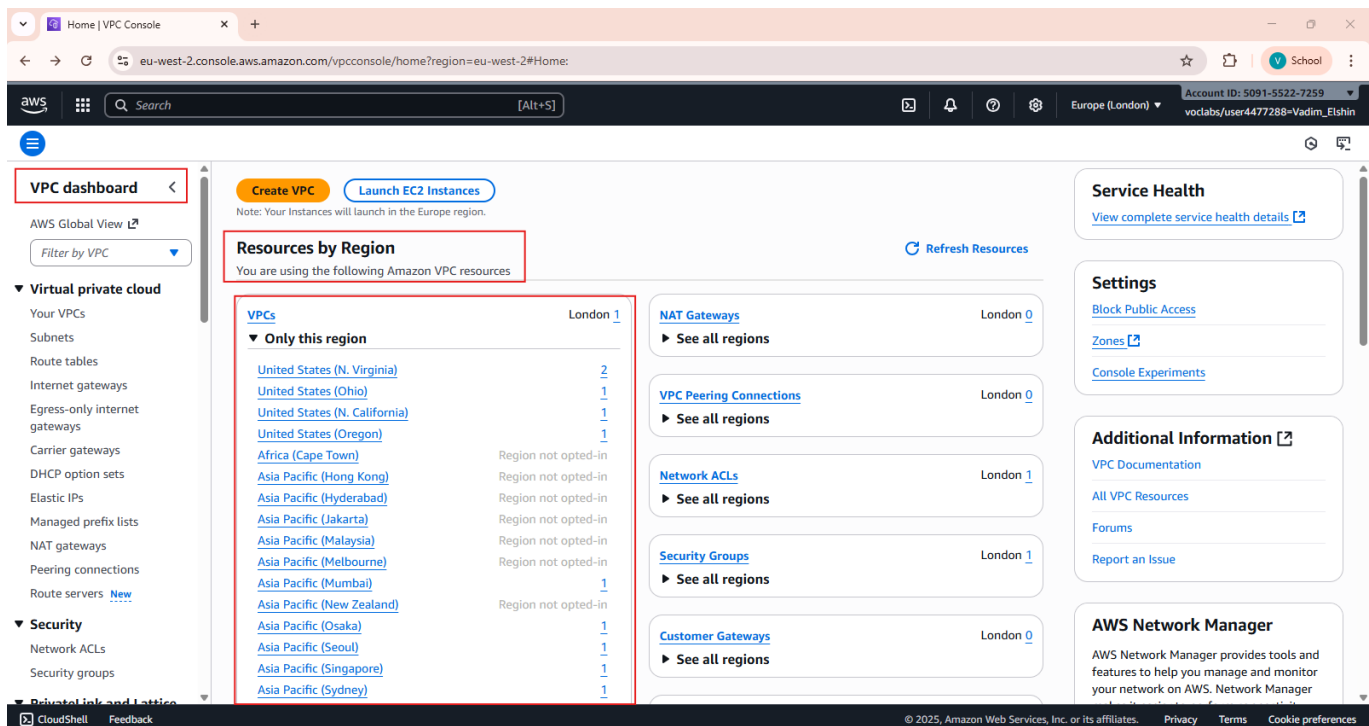 Home | VPC Console
eu-west-2.console.aws.amazon.com/vpcconsole/home?region=eu-west-2#Home:
V School
aws
Search [Alt+S]
Europe (London)
Account ID: 5091-5522-7259
voclabs/user4477288=Vadim_Elshin
VPC dashboard
AWS Global View
Filter by VPC
Virtual private cloud
Your VPCs
Subnets
Route tables
Internet gateways
Egress-only internet
gateways
Carrier gateways
DHCP option sets
Elastic IPs
Managed prefix lists
NAT gateways
Peering connections
Route servers New
Security
Network ACLs
Security groups
PrivateLink and Lattice
Create VPC
Launch EC2 Instances
Note: Your Instances will launch in the Europe region.
Resources by Region
You are using the following Amazon VPC resources
Refresh Resources
VPCs London 1
Only this region
United States (N. Virginia) 2
United States (Ohio) 1
United States (N. California) 1
United States (Oregon) 1
Africa (Cape Town) Region not opted-in
Asia Pacific (Hong Kong) Region not opted-in
Asia Pacific (Hyderabad) Region not opted-in
Asia Pacific (Jakarta) Region not opted-in
Asia Pacific (Malaysia) Region not opted-in
Asia Pacific (Melbourne) Region not opted-in
Asia Pacific (Mumbai) 1
Asia Pacific (New Zealand) Region not opted-in
Asia Pacific (Osaka) 1
Asia Pacific (Seoul) 1
Asia Pacific (Singapore) 1
Asia Pacific (Sydney) 1
NAT Gateways London 0
See all regions
VPC Peering Connections London 0
See all regions
Network ACLs London 1
See all regions
Security Groups London 1
See all regions
Customer Gateways London 0
See all regions
Service Health
View complete service health details
Settings
Block Public Access
Zones
Console Experiments
Additional Information
VPC Documentation
All VPC Resources
Forums
Report an Issue
AWS Network Manager
AWS Network Manager provides tools and
features to help you manage and monitor
your network on AWS. Network Manager
CloudShell Feedback
© 2025, Amazon Web Services, Inc. or its affiliates. Privacy Terms Cookie preferences